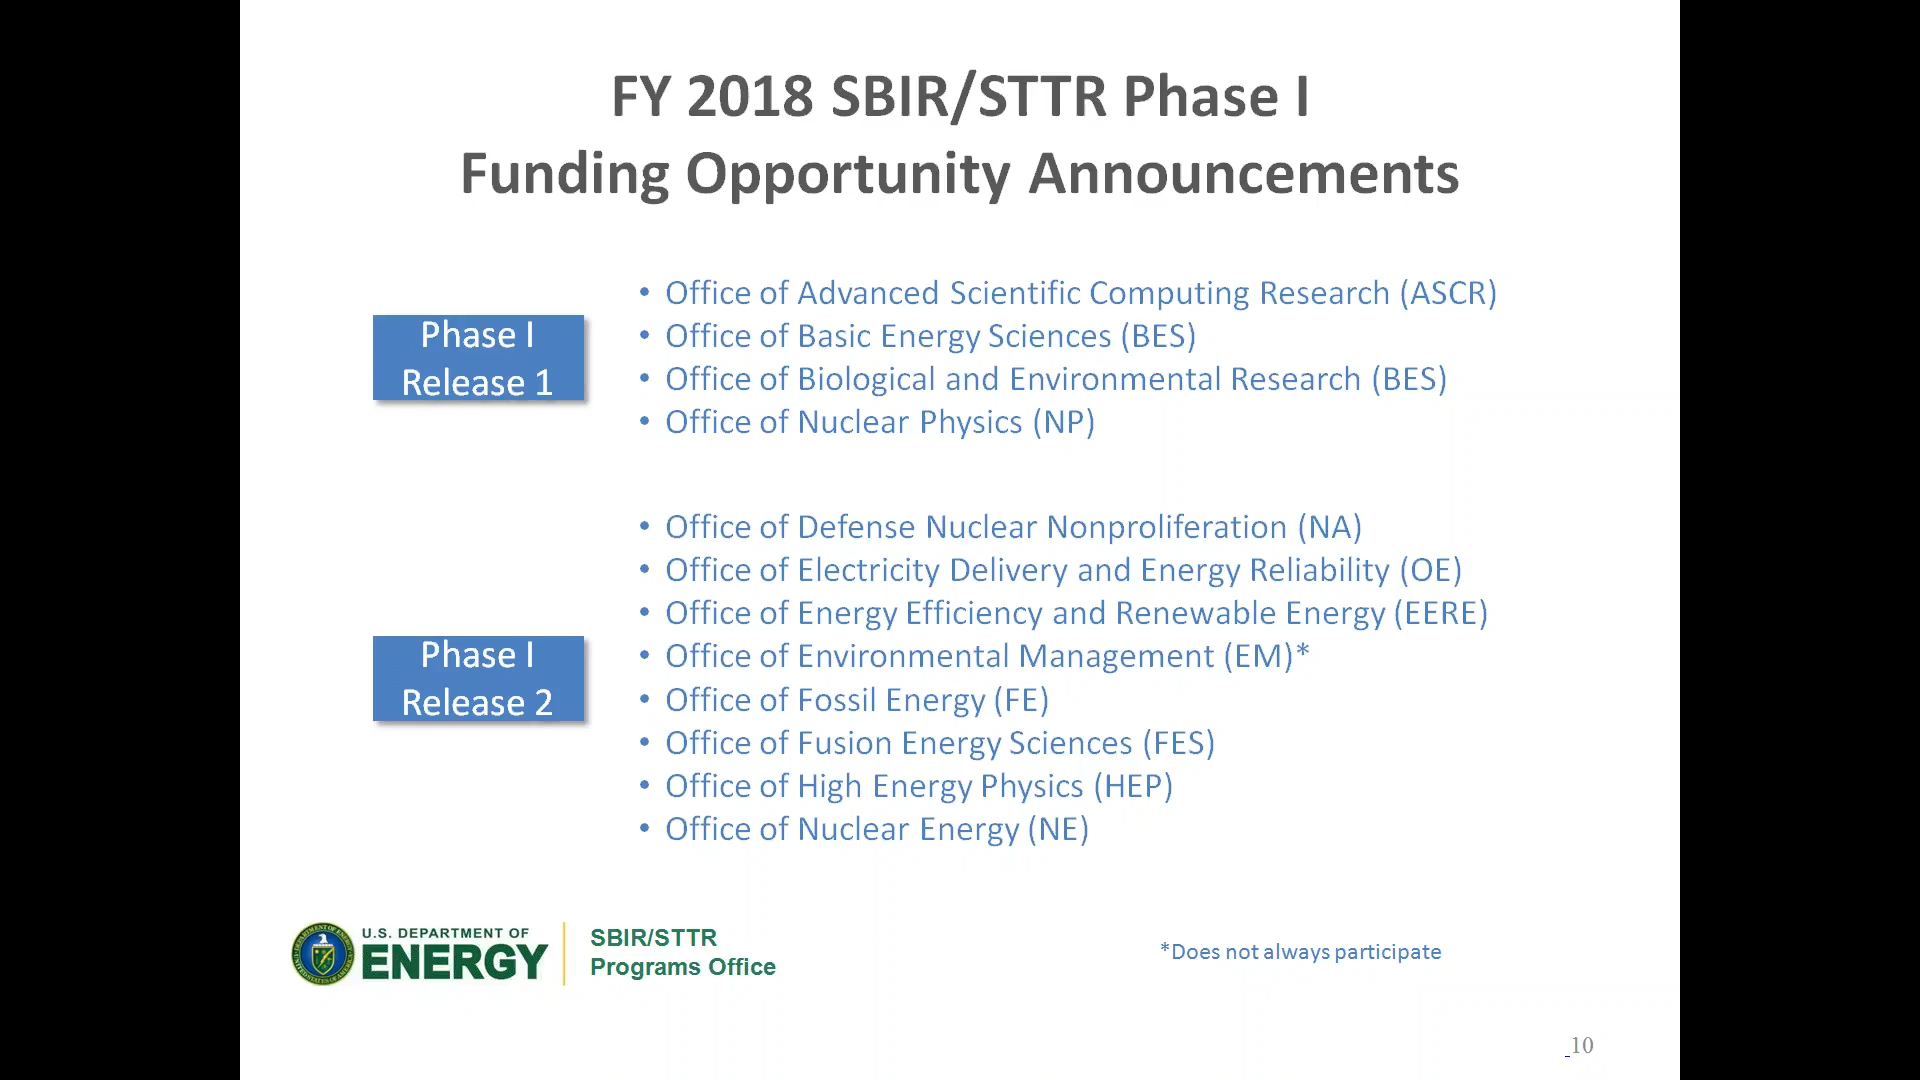 FY 2018 SBIR/STTR Phase I
Funding Opportunity Announcements
Phase I
Release 1
• Office of Advanced Scientific Computing Research (ASCR)
• Office of Basic Energy Sciences (BES)
• Office of Biological and Environmental Research (BES)
• Office of Nuclear Physics (NP)
Phase I
Release 2
• Office of Defense Nuclear Nonproliferation (NA)
• Office of Electricity Delivery and Energy Reliability (OE)
• Office of Energy Efficiency and Renewable Energy (EERE)
• Office of Environmental Management (EM)*
• Office of Fossil Energy (FE)
• Office of Fusion Energy Sciences (FES)
• Office of High Energy Physics (HEP)
• Office of Nuclear Energy (NE)
U.S. DEPARTMENT OF
ENERGY
SBIR/STTR
Programs Office
*Does not always participate
10